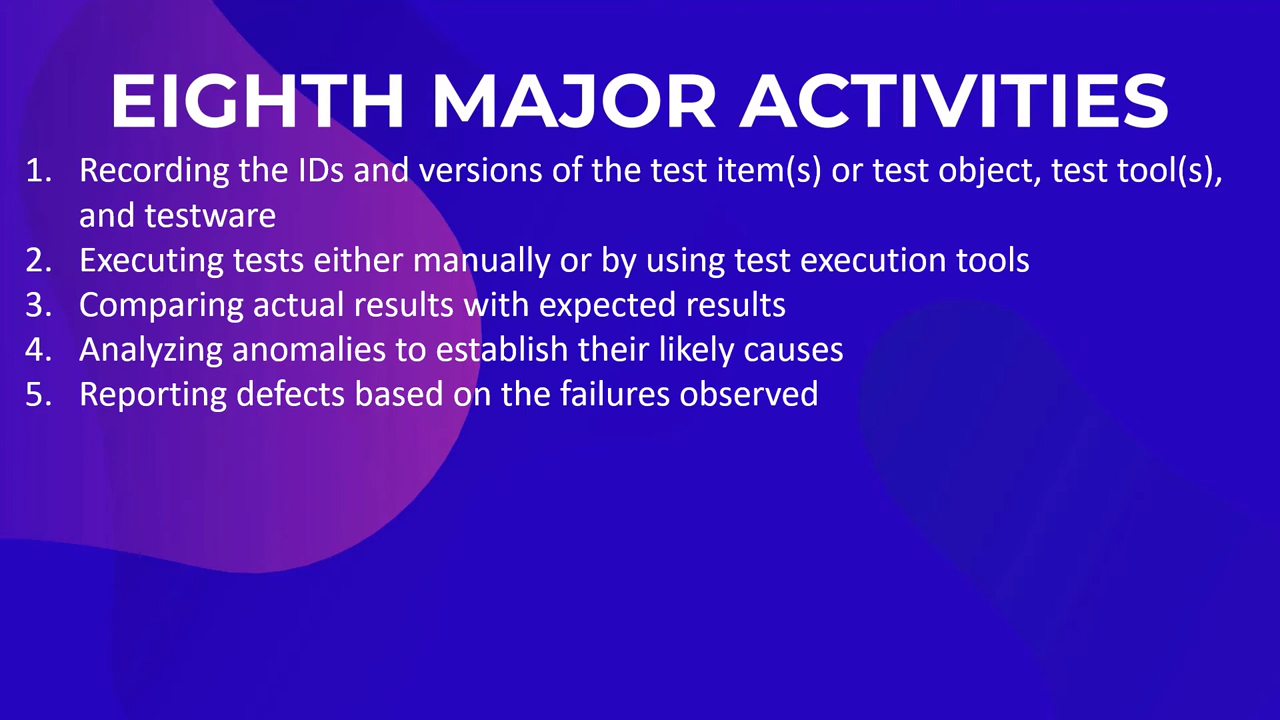 EIGHTH MAJOR ACTIVITIES
1. Recording the IDs and versions of the test item(s) or test object, test tool(s),
and testware
2. Executing tests either manually or by using test execution tools
3. Comparing actual results with expected results
4. Analyzing anomalies to establish their likely causes
5. Reporting defects based on the failures observed